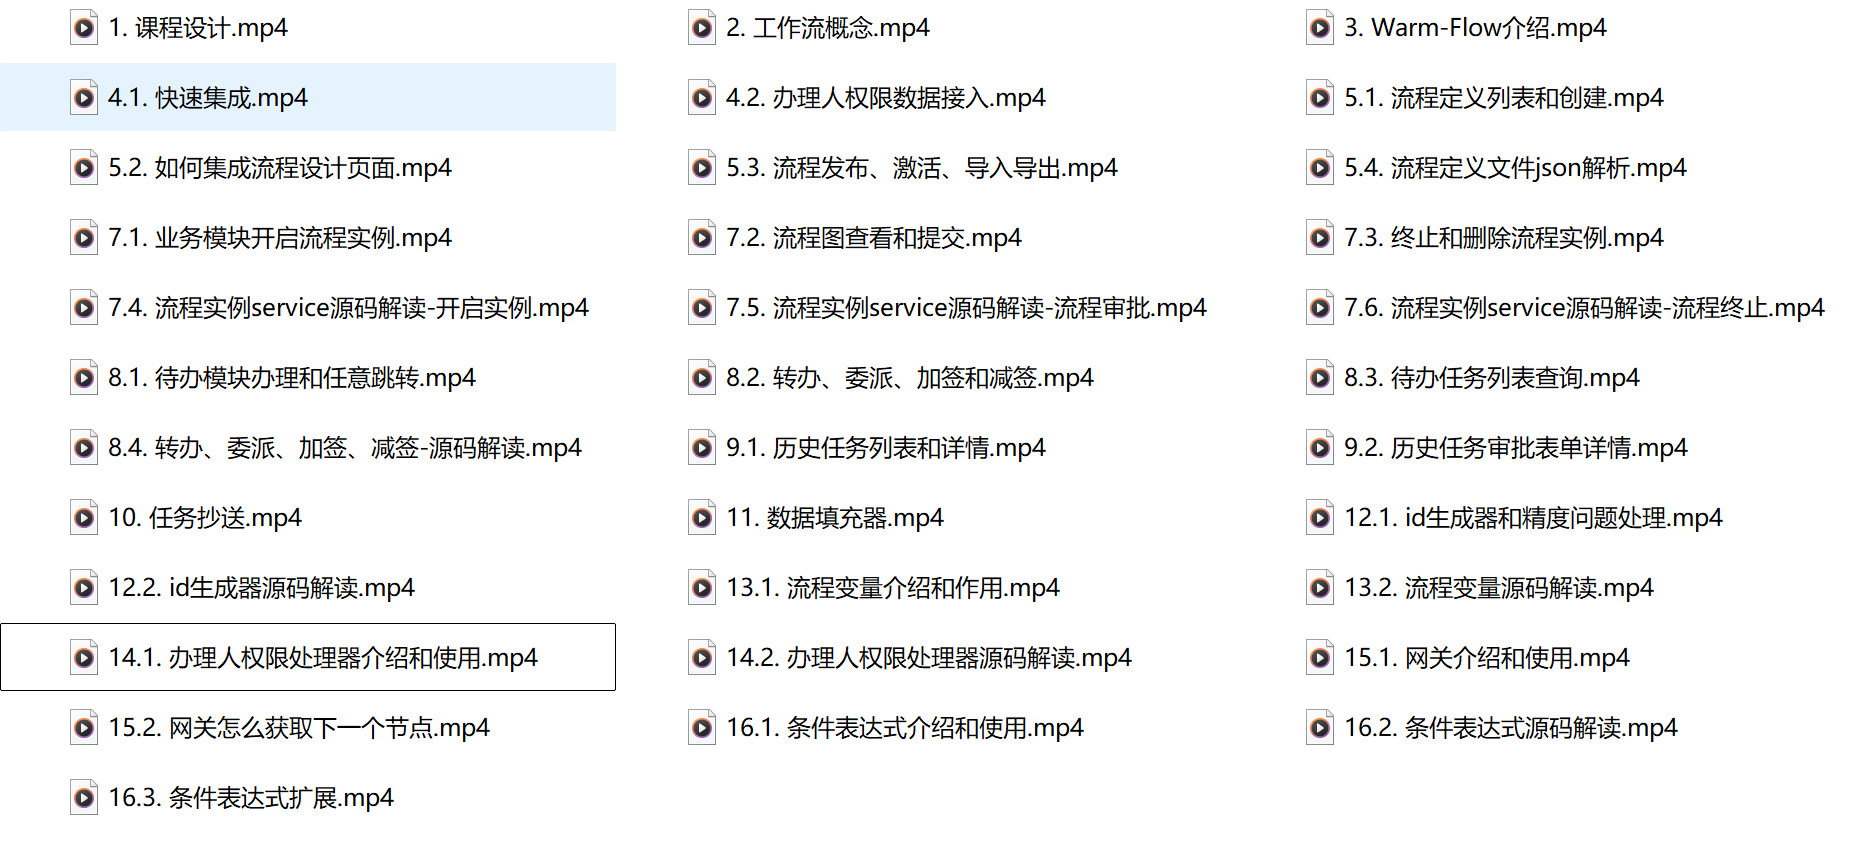 1. 课程设计.mp4
2. 工作流概念.mp4
3. Warm-Flow介绍.mp4
4.1. 快速集成.mp4
4.2. 办理人权限数据接入.mp4
5.1. 流程定义列表和创建.mp4
5.2. 如何集成流程设计页面.mp4
5.3. 流程发布、激活、导入导出.mp4
5.4. 流程定义文件json解析.mp4
7.1. 业务模块开启流程实例.mp4
7.2. 流程图查看和提交.mp4
7.3. 终止和删除流程实例.mp4
7.4. 流程实例service源码解读-开启实例.mp4
7.5. 流程实例service源码解读-流程审批.mp4
7.6. 流程实例service源码解读-流程终止.mp4
8.1. 待办模块办理和任意跳转.mp4
8.2. 转办、委派、加签和减签.mp4
8.3. 待办任务列表查询.mp4
8.4. 转办、委派、加签、减签-源码解读.mp4
9.1. 历史任务列表和详情.mp4
9.2. 历史任务审批表单详情.mp4
10. 任务抄送.mp4
11. 数据填充器.mp4
12.1. id生成器和精度问题处理.mp4
12.2. id生成器源码解读.mp4
13.1. 流程变量介绍和作用.mp4
13.2. 流程变量源码解读.mp4
14.1. 办理人权限处理器介绍和使用.mp4
14.2. 办理人权限处理器源码解读.mp4
15.1. 网关介绍和使用.mp4
15.2. 网关怎么获取下一个节点.mp4
16.1. 条件表达式介绍和使用.mp4
16.2. 条件表达式源码解读.mp4
16.3. 条件表达式扩展.mp4